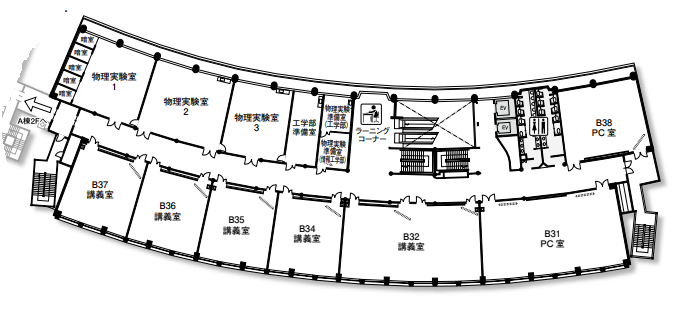 暗室
暗室
暗室
暗室
暗室
A棟2Fへ
物理実験室
1
物理実験室
2
物理実験室
3
工学部
準備室
物理実験
準備室
(工学部)
物理実験
準備室
(情報工学部)
ラーニング
コーナー
EV
EV
B38
PC室
B37
講義室
B36
講義室
B35
講義室
B34
講義室
B32
講義室
B31
PC室